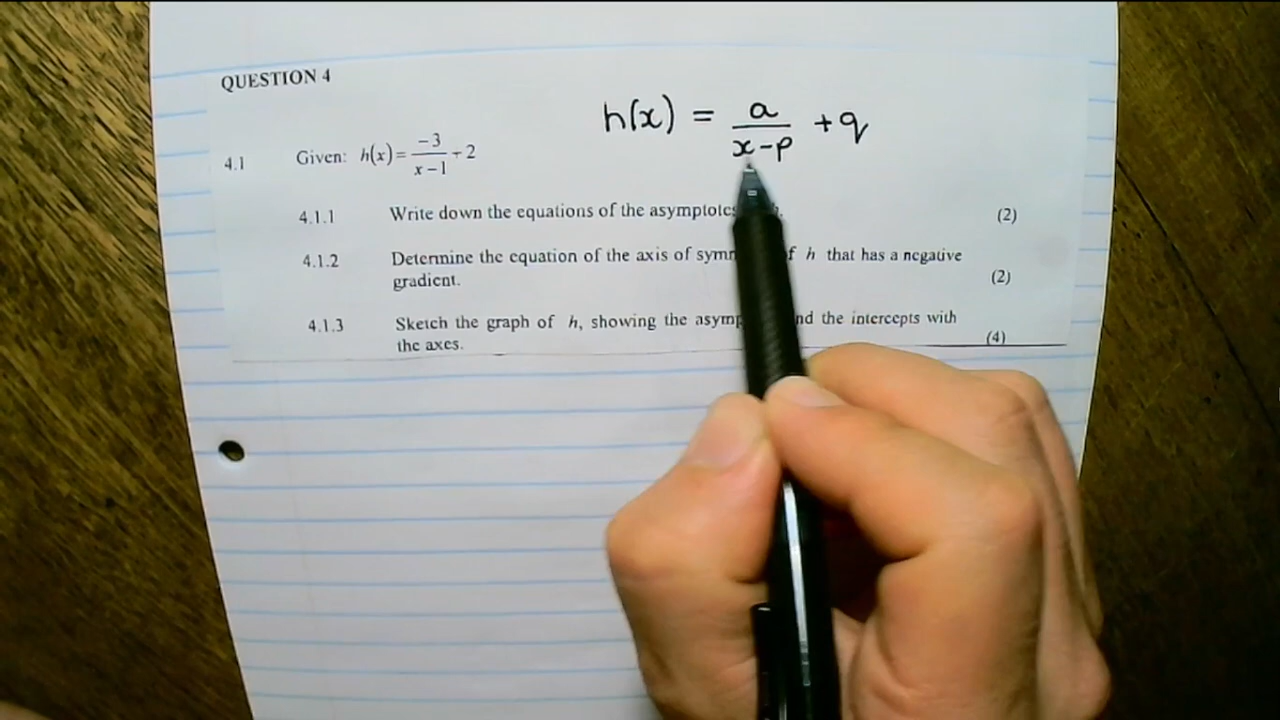 QUESTION 4
h(x) = a/(x-p) + q
4.1 Given: h(x) = -3/(x-1) + 2
4.1.1 Write down the equations of the (2)
4.1.2 Determine the equation of the axis of of h that has a negative
gradient. (2)
4.1.3 Sketch the graph of h, showing the and the intercepts with
the axes. (4)